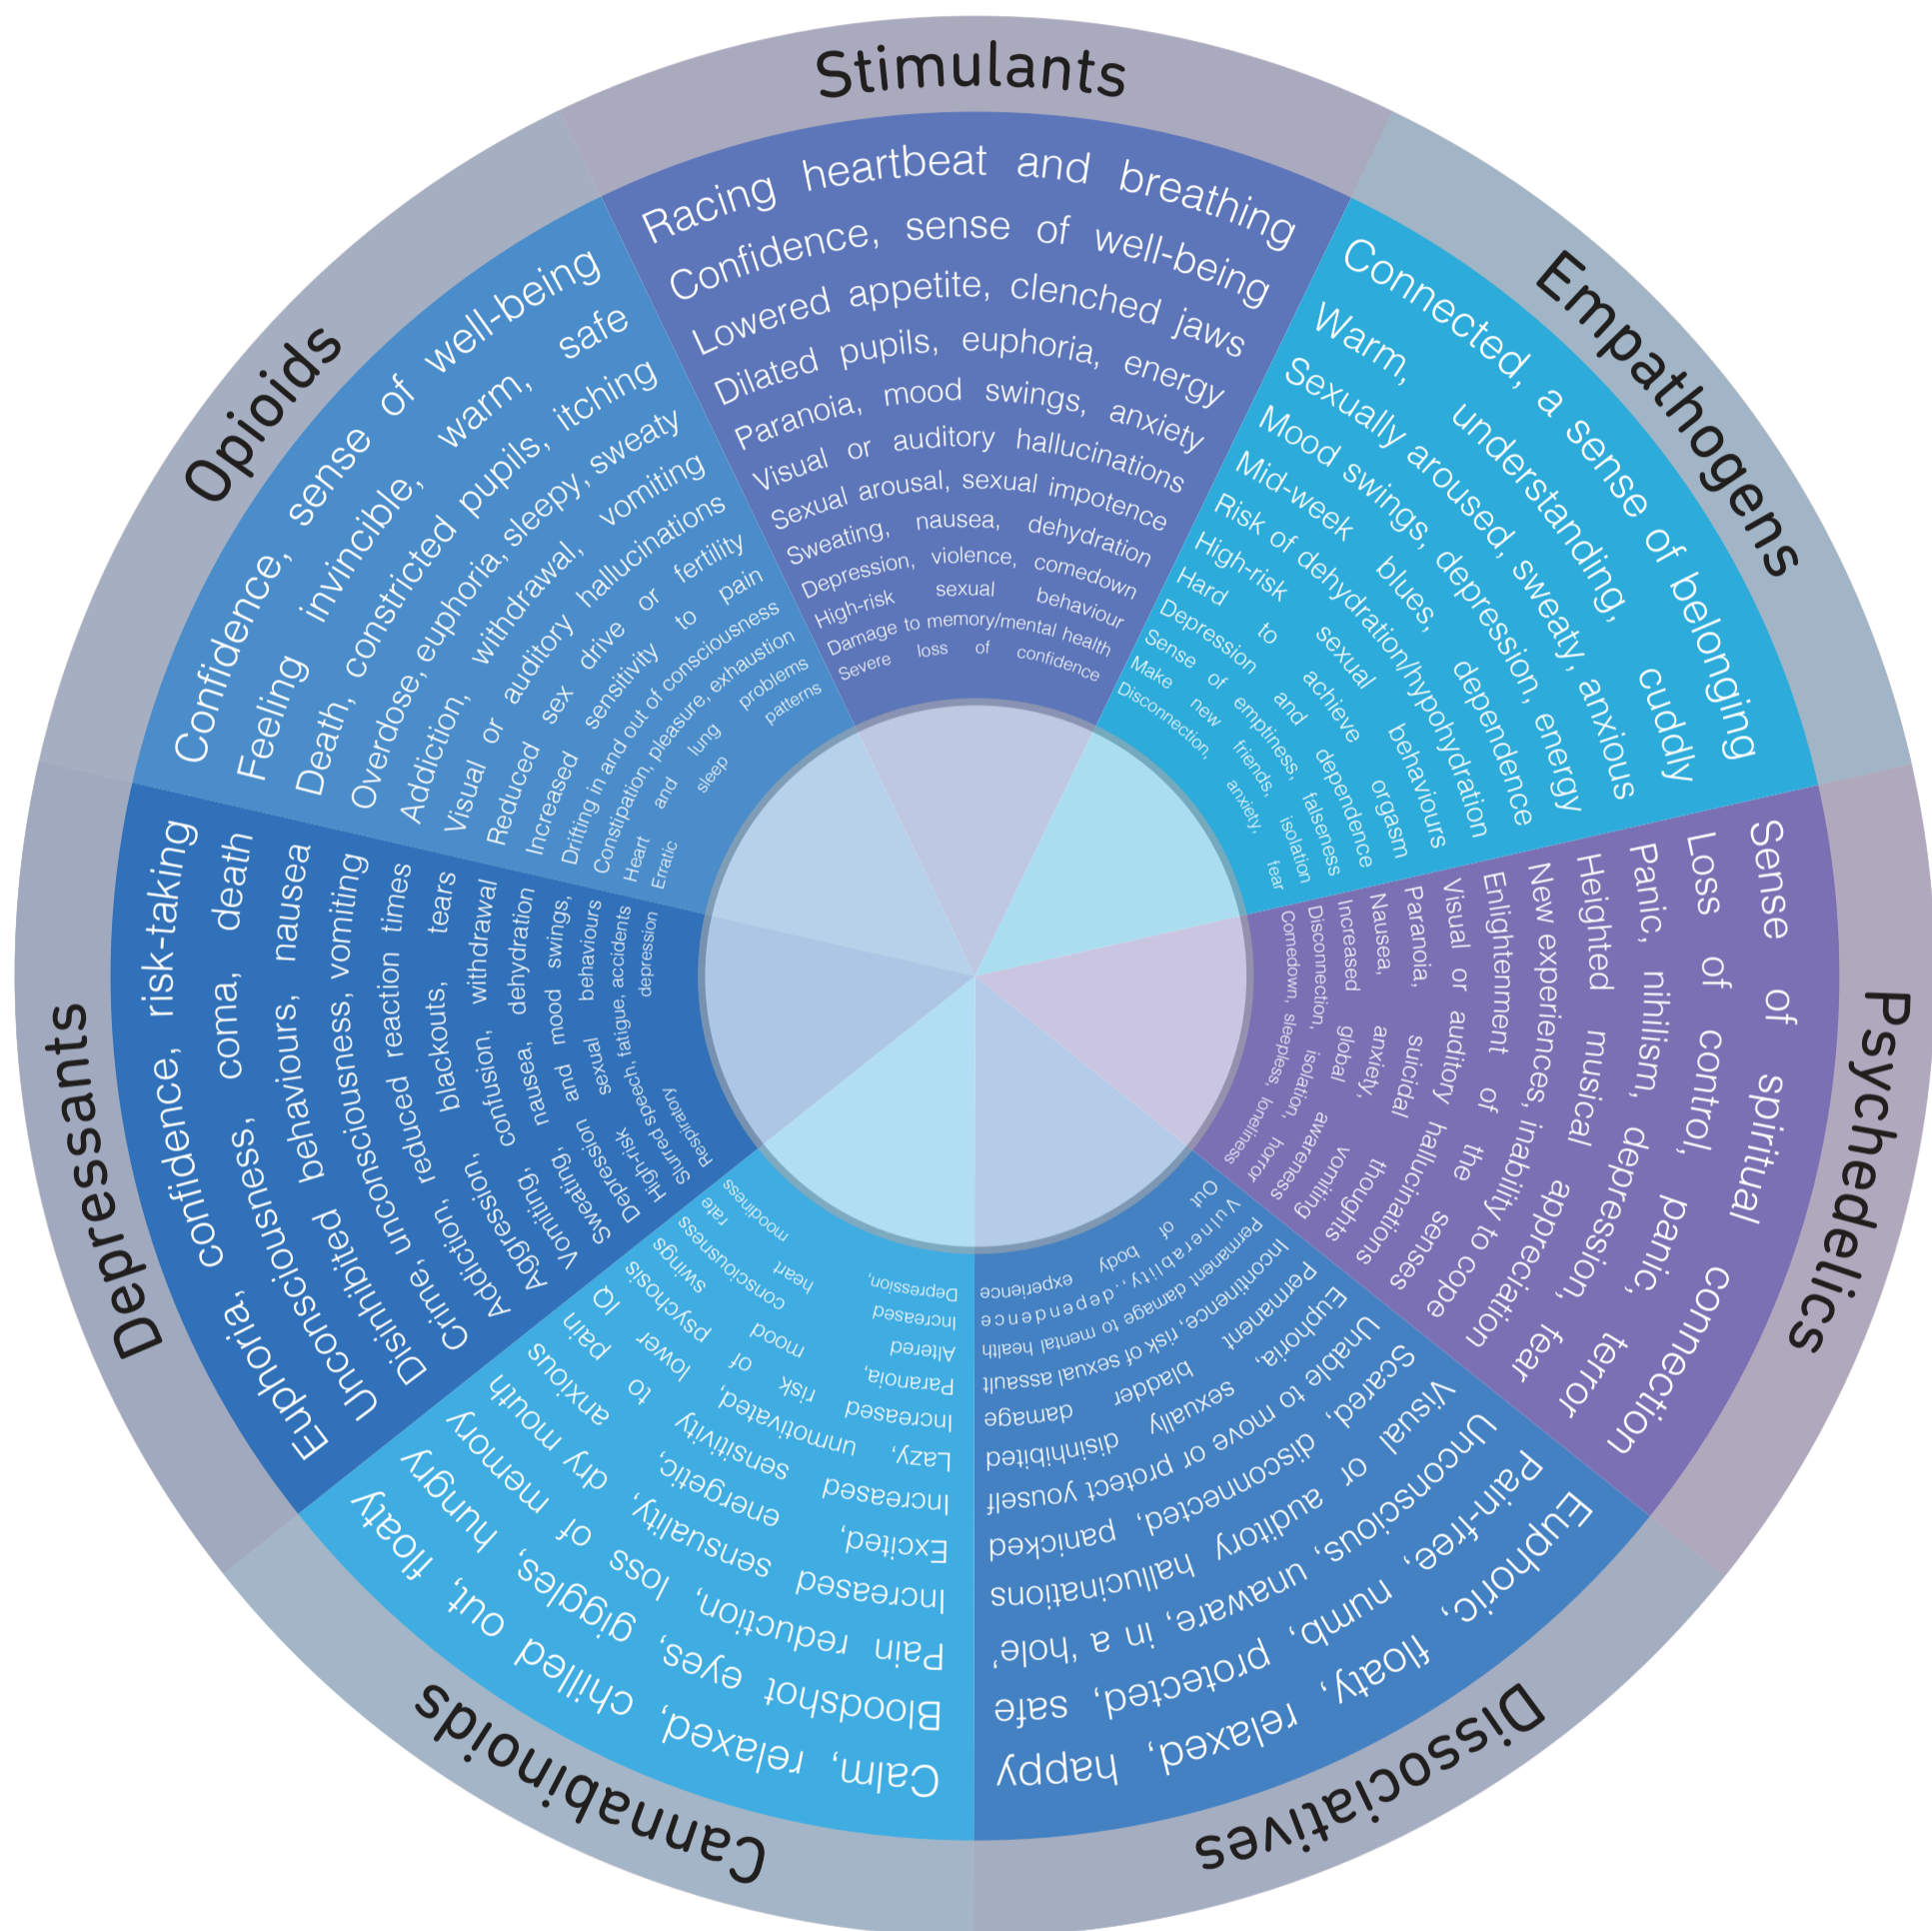 Stimulants
Racing heartbeat and breathing
Confidence, sense of well-being
Lowered appetite, clenched jaws
Dilated pupils, euphoria, energy
Paranoia, mood swings, anxiety
Visual or auditory hallucinations
Sexual arousal, sexual impotence
Sweating, nausea, dehydration
Depression, violence, comedown
High-risk sexual behaviour
Damage to memory/mental health
Severe loss of confidence
Empathogens
Connected, a sense of belonging
Warm, understanding, cuddly
Sexually aroused, sweaty, anxious
Mood swings, depression, energy
Mid-week blues, dependence
Risk of dehydration/hypohydration
High-risk sexual behaviours
Hard to achieve orgasm
Depression and dependence
Sense of emptiness, falseness
Make new friends, isolation
Disconnection, anxiety, fear
Psychedelics
Sense of spiritual connection
Loss of control, panic, terror
Panic, nihilism, depression, fear
Heighted musical appreciation
New experiences, inability to cope
Enlightenment of the senses
Visual or auditory hallucinations
Paranoia, suicidal thoughts
Nausea, anxiety, vomiting
Increased global awareness
Disconnection, isolation, horror
Comedown, sleepless, loneliness
Dissociatives
Euphoric, floaty, relaxed, happy
Pain-free, numb, protected, safe
Unconscious, unaware, in a ‘hole’
Visual or auditory hallucinations
Scared, disconnected, panicked
Unable to move or protect youself
Euphoria, sexually disinhibited
Permanent bladder damage
Incontinence, risk of sexual assault
Permanent damage to mental health
Vulnerability,..dependence
Out of body experience
Cannabinoids
Calm, relaxed, chilled out, floaty
Bloodshot eyes, giggles, hungry
Pain reduction, loss of memory
Increased sensuality, dry mouth
Excited, energetic, anxious
Increased sensitivity to pain
Lazy, unmotivated, lower IQ
Increased risk of psychosis
Paranoia, mood swings
Altered consciousness
Increased heart rate
Depression, moodiness
Depressants
Euphoria, confidence, risk-taking
Unconsciousness, coma, death
Disinhibited behaviours, nausea
Crime, unconsciousness, vomiting
Addiction, reduced reaction times
Aggression, blackouts, tears
Vomiting, confusion, withdrawal
Sweating, nausea, dehydration
Depression and mood swings,
High-risk sexual behaviours
Slurred speech, fatigue, accidents
Respiratory depression
Opioids
Confidence, sense of well-being
Feeling invincible, warm, safe
Death, constricted pupils, itching
Overdose, euphoria, sleepy, sweaty
Addiction, withdrawal, vomiting
Visual or auditory hallucinations
Reduced sex drive or fertility
Increased sensitivity to pain
Drifting in and out of consciousness
Constipation, pleasure, exhaustion
Heart and lung problems
Erratic sleep patterns